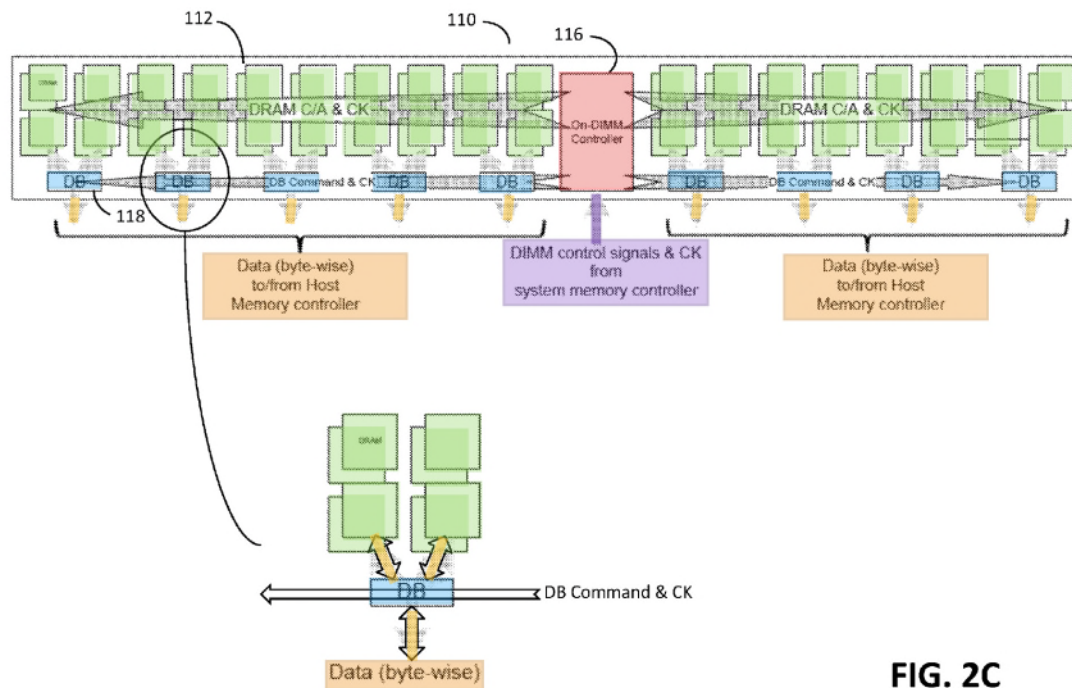 112
110
116
DRAM C/A & CK
On-DIMM
Controller
DRAM C/A & CK
DB
DB
DB Command & CK
DB
DB
DB
DB Command & CK
DB
DB
118
Data (byte-wise)
to/from Host
Memory controller
DIMM control signals & CK
from
system memory controller
Data (byte-wise)
to/from Host
Memory controller
DB
DB Command & CK
Data (byte-wise)
FIG. 2C